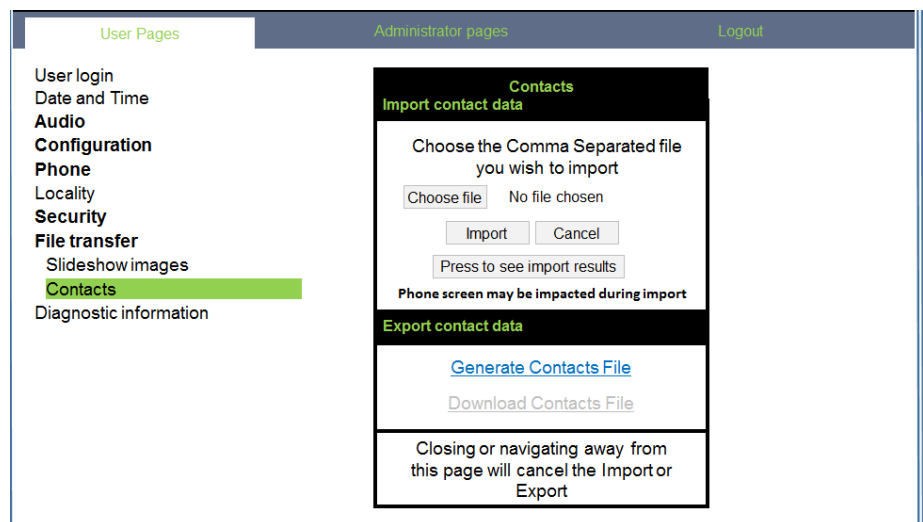 User Pages
Administrator pages
Logout
User login
Date and Time
Audio
Configuration
Phone
Locality
Security
File transfer
Slideshow images
Contacts
Diagnostic information
Contacts
Import contact data
Choose the Comma Separated file
you wish to import
Choose file
No file chosen
Import
Cancel
Press to see import results
Phone screen may be impacted during import
Export contact data
Generate Contacts File
Download Contacts File
Closing or navigating away from
this page will cancel the Import or
Export